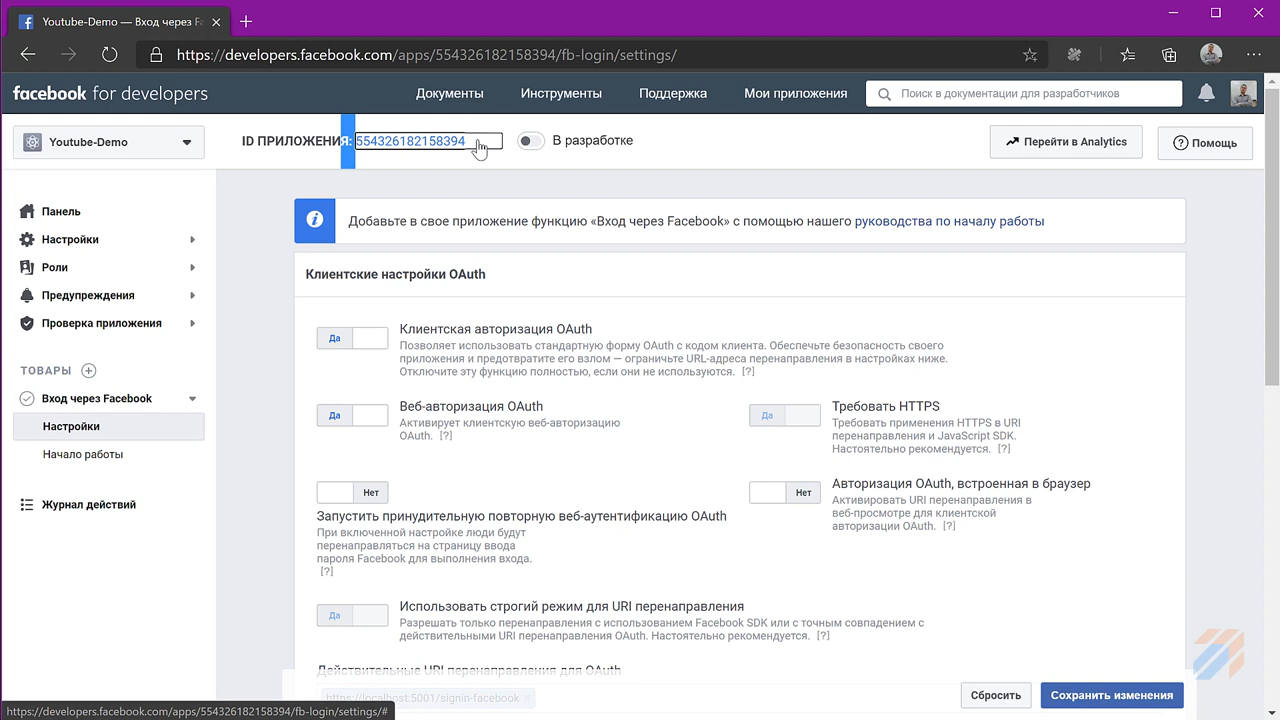 Youtube-Demo — Вход через Fa
https://developers.facebook.com/apps/554326182158394/fb-login/settings/
facebook for developers
Документы
Инструменты
Поддержка
Мои приложения
Поиск в документации для разработчиков
Youtube-Demo
ID ПРИЛОЖЕНИЯ: 554326182158394
В разработке
Перейти в Analytics
Помощь
Панель
Настройки
Роли
Предупреждения
Проверка приложения
ТОВАРЫ
Вход через Facebook
Настройки
Начало работы
Журнал действий
Добавьте в свое приложение функцию «Вход через Facebook» с помощью нашего руководства по началу работы
Клиентские настройки OAuth
Да
Клиентская авторизация OAuth
Позволяет использовать стандартную форму OAuth с кодом клиента. Обеспечьте безопасность своего
приложения и предотвратите его взлом — ограничьте URL-адреса перенаправления в настройках ниже.
Отключите эту функцию полностью, если они не используются. [?]
Да
Веб-авторизация OAuth
Активирует клиентскую веб-авторизацию
OAuth. [?]
Да
Требовать HTTPS
Требовать применения HTTPS в URI
перенаправления и JavaScript SDK.
Настоятельно рекомендуется. [?]
Нет
Запустить принудительную повторную веб-аутентификацию OAuth
При включенной настройке люди будут
перенаправляться на страницу ввода
пароля Facebook для выполнения входа.
[?]
Нет
Авторизация OAuth, встроенная в браузер
Активировать URI перенаправления в
веб-просмотре для клиентской
авторизации OAuth. [?]
Да
Использовать строгий режим для URI перенаправления
Разрешать только перенаправления с использованием Facebook SDK или с точным совпадением с
действительными URI перенаправления OAuth. Настоятельно рекомендуется. [?]
Действительные URI перенаправления для OAuth
https://localhost:5001/signin-facebook
Сбросить
Сохранить изменения
https://developers.facebook.com/apps/554326182158394/fb-login/settings/#